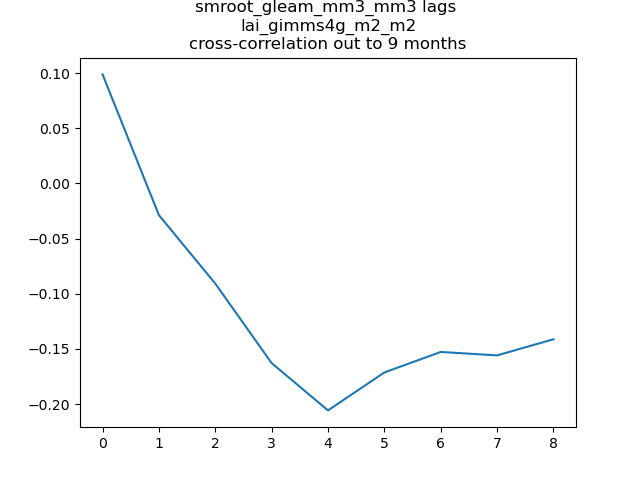 smroot_gleam_mm3_mm3 lags
lai_gimms4g_m2_m2
cross-correlation out to 9 months
0.10
0.05
0.00
−0.05
−0.10
−0.15
−0.20
0 1 2 3 4 5 6 7 8